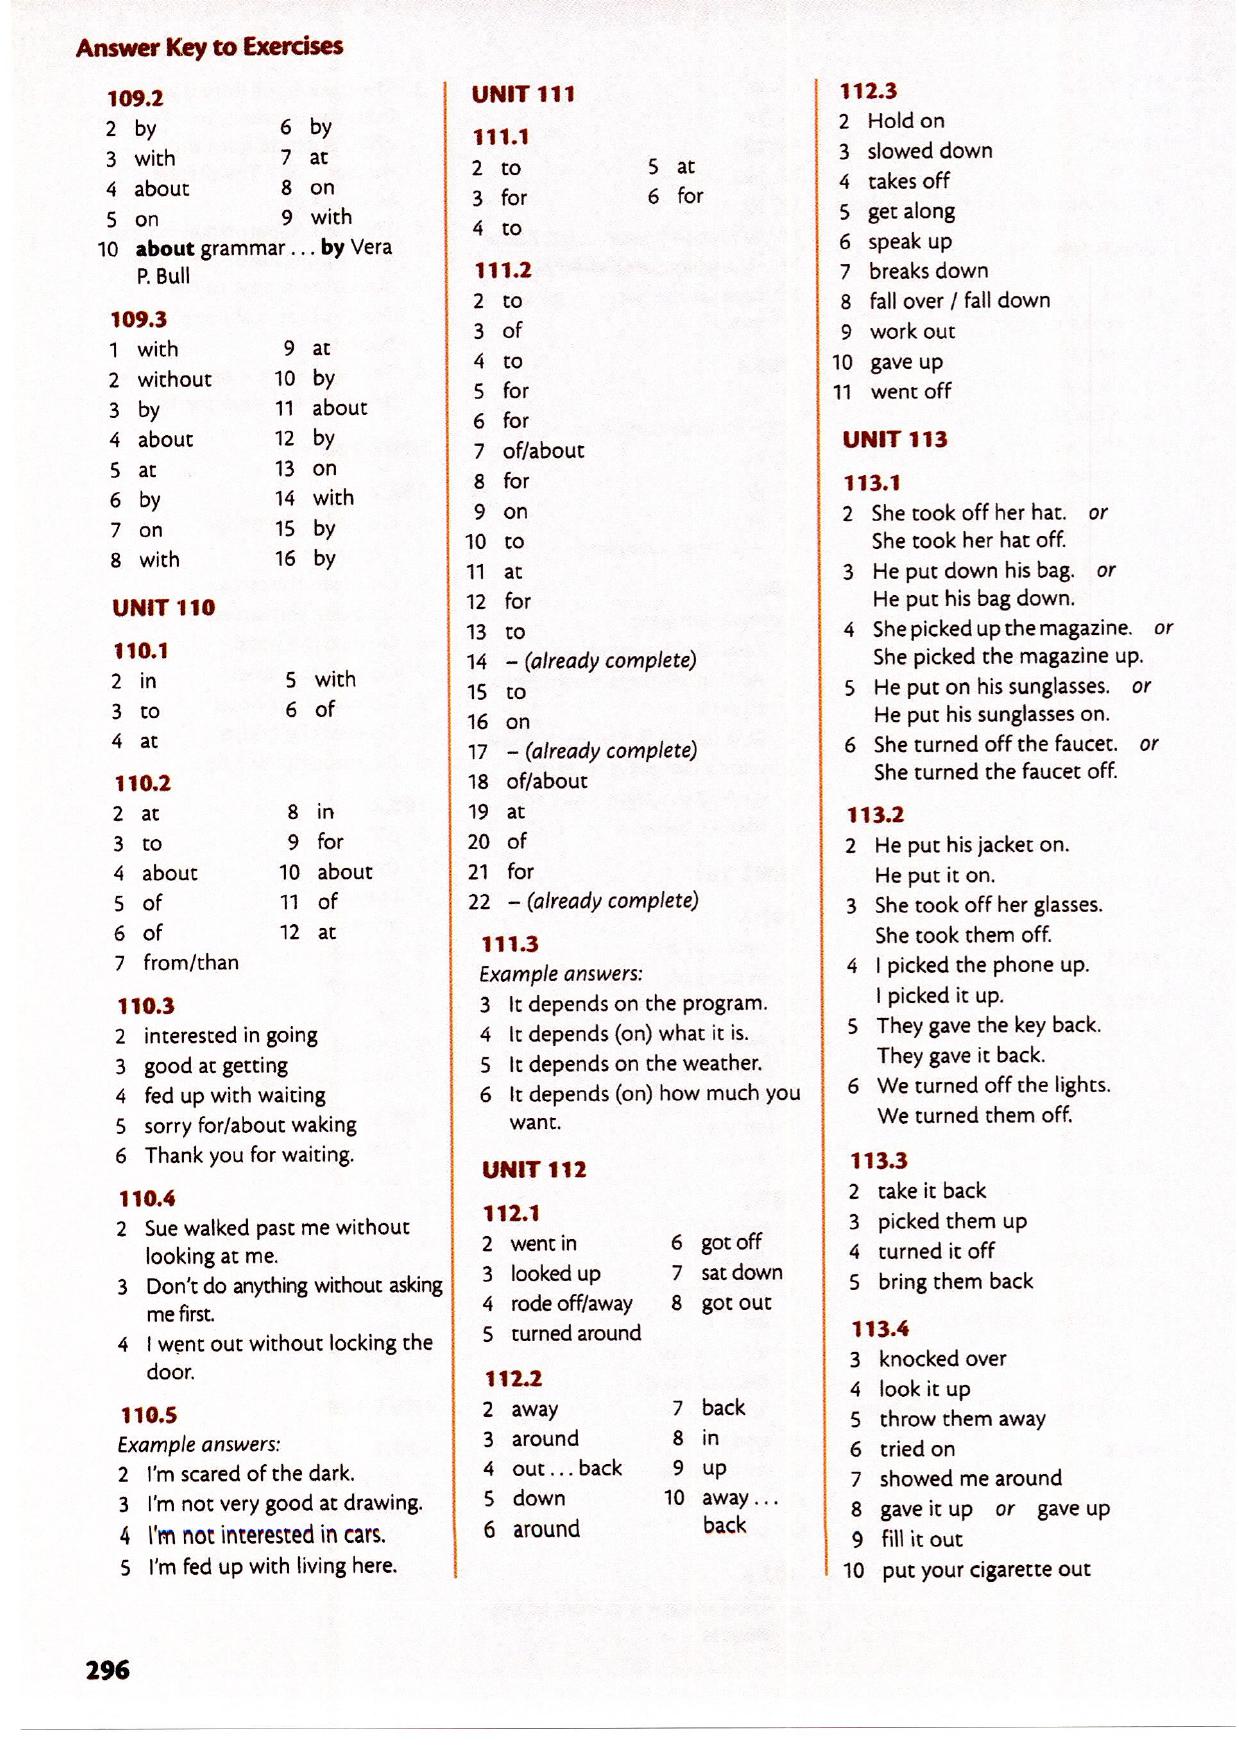 Answer Key to Exercises
109.2
2 by 6 by
3 with 7 at
4 about 8 on
5 on 9 with
10 about grammar . . . by Vera
P. Bull
109.3
1 with 9 at
2 without 10 by
3 by 11 about
4 about 12 by
5 at 13 on
6 by 14 with
7 on 15 by
8 with 16 by
UNIT 110
110.1
2 in 5 with
3 to 6 of
4 at
110.2
2 at 8 in
3 to 9 for
4 about 10 about
5 of 11 of
6 of 12 at
7 from/than
110.3
2 interested in going
3 good at getting
4 fed up with waiting
5 sorry for/about waking
6 Thank you for waiting.
110.4
2 Sue walked past me without
looking at me.
3 Don't do anything without asking
me first.
4 I went out without locking the
door.
110.5
Example answers:
2 I'm scared of the dark.
3 I'm not very good at drawing.
4 I'm not interested in cars.
5 I'm fed up with living here.
UNIT 111
111.1
2 to 5 at
3 for 6 for
4 to
111.2
2 to
3 of
4 to
5 for
6 for
7 of/about
8 for
9 on
10 to
11 at
12 for
13 to
14 – (already complete)
15 to
16 on
17 – (already complete)
18 of/about
19 at
20 of
21 for
22 – (already complete)
111.3
Example answers:
3 It depends on the program.
4 It depends (on) what it is.
5 It depends on the weather.
6 It depends (on) how much you
want.
UNIT 112
112.1
2 went in 6 got off
3 looked up 7 sat down
4 rode off/away 8 got out
5 turned around
112.2
2 away 7 back
3 around 8 in
4 out . . . back 9 up
5 down 10 away . . .
6 around back
112.3
2 Hold on
3 slowed down
4 takes off
5 get along
6 speak up
7 breaks down
8 fall over / fall down
9 work out
10 gave up
11 went off
UNIT 113
113.1
2 She took off her hat. or
She took her hat off.
3 He put down his bag. or
He put his bag down.
4 She picked up the magazine. or
She picked the magazine up.
5 He put on his sunglasses. or
He put his sunglasses on.
6 She turned off the faucet. or
She turned the faucet off.
113.2
2 He put his jacket on.
He put it on.
3 She took off her glasses.
She took them off.
4 I picked the phone up.
I picked it up.
5 They gave the key back.
They gave it back.
6 We turned off the lights.
We turned them off.
113.3
2 take it back
3 picked them up
4 turned it off
5 bring them back
113.4
3 knocked over
4 look it up
5 throw them away
6 tried on
7 showed me around
8 gave it up or gave up
9 fill it out
10 put your cigarette out
296